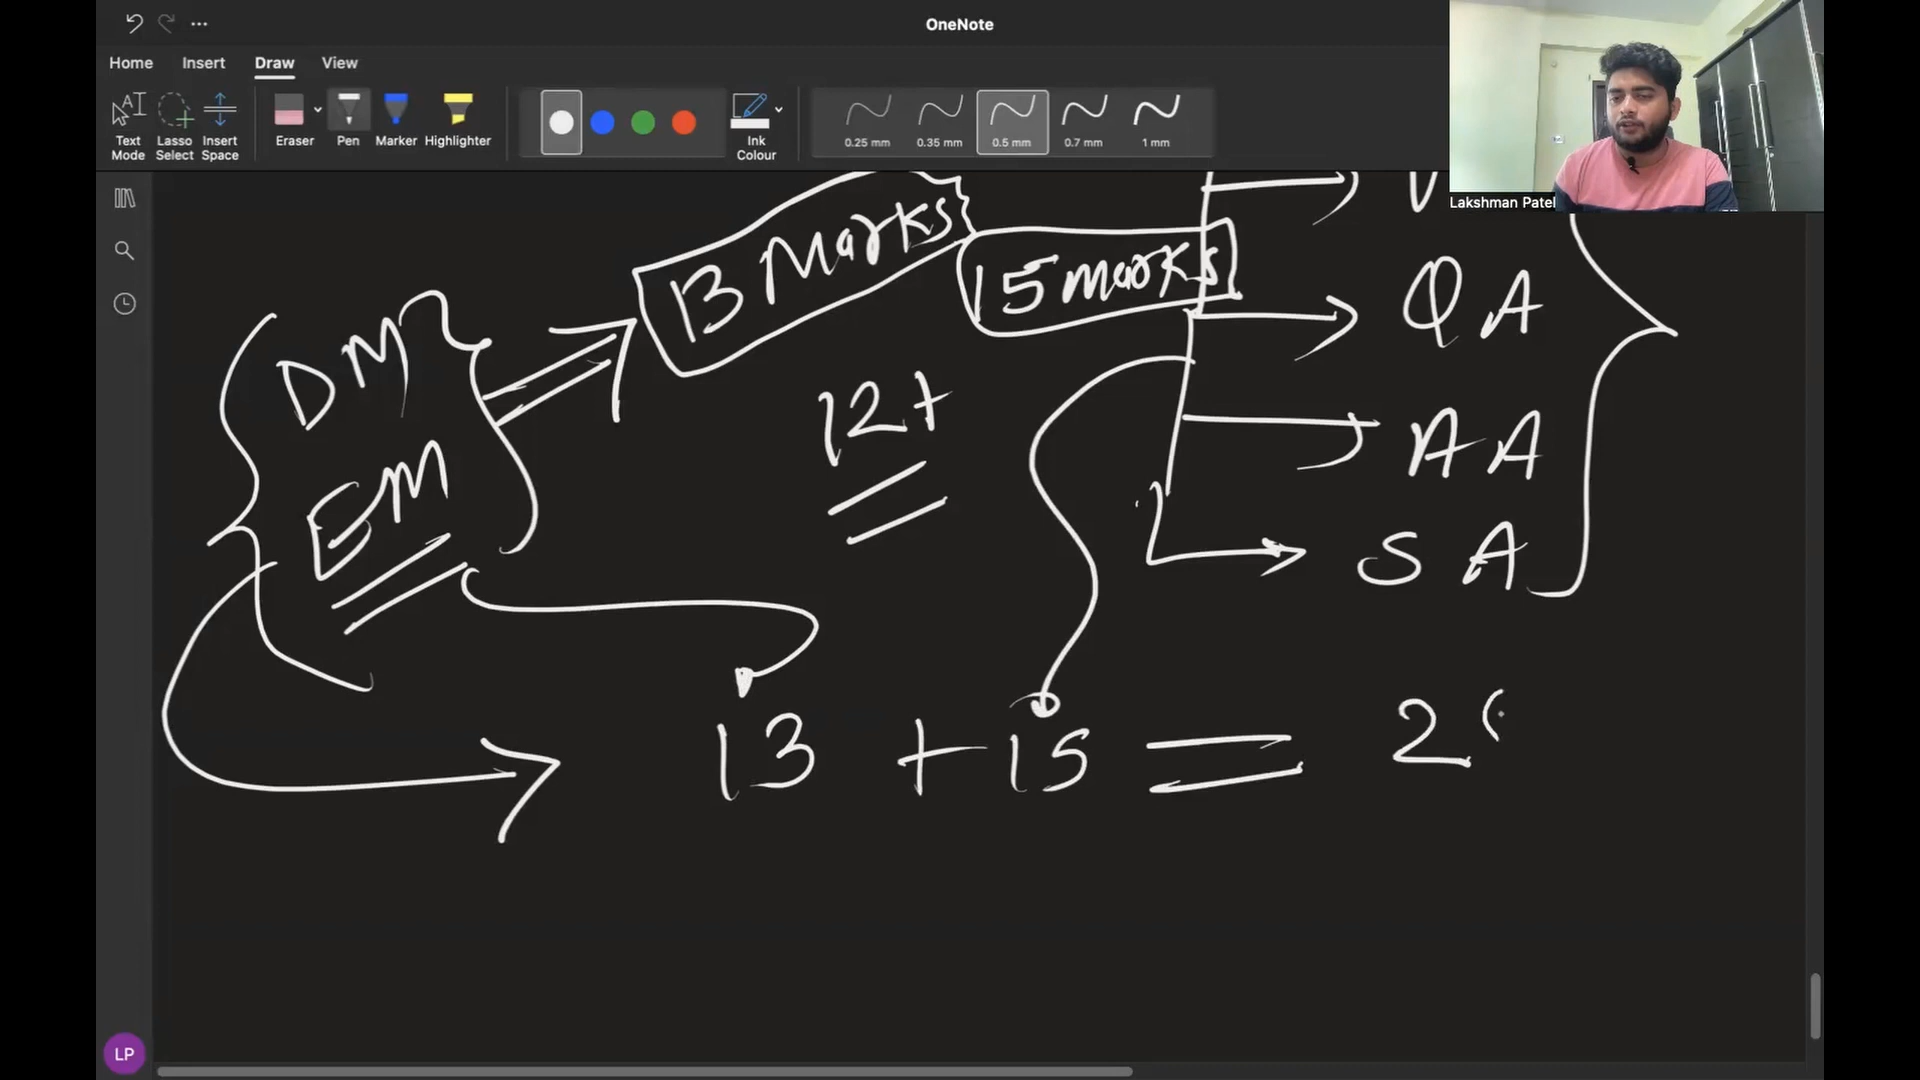 OneNote
Home Insert Draw View
Text Mode
Lasso Select
Insert Space
Eraser
Pen
Marker
Highlighter
Ink Colour
0.25 mm
0.35 mm
0.5 mm
0.7 mm
1 mm
Lakshman Patel
13 Marks
15 marks
QA
DM
12+
AA
EM
SA
13 + 15 = 2
LP